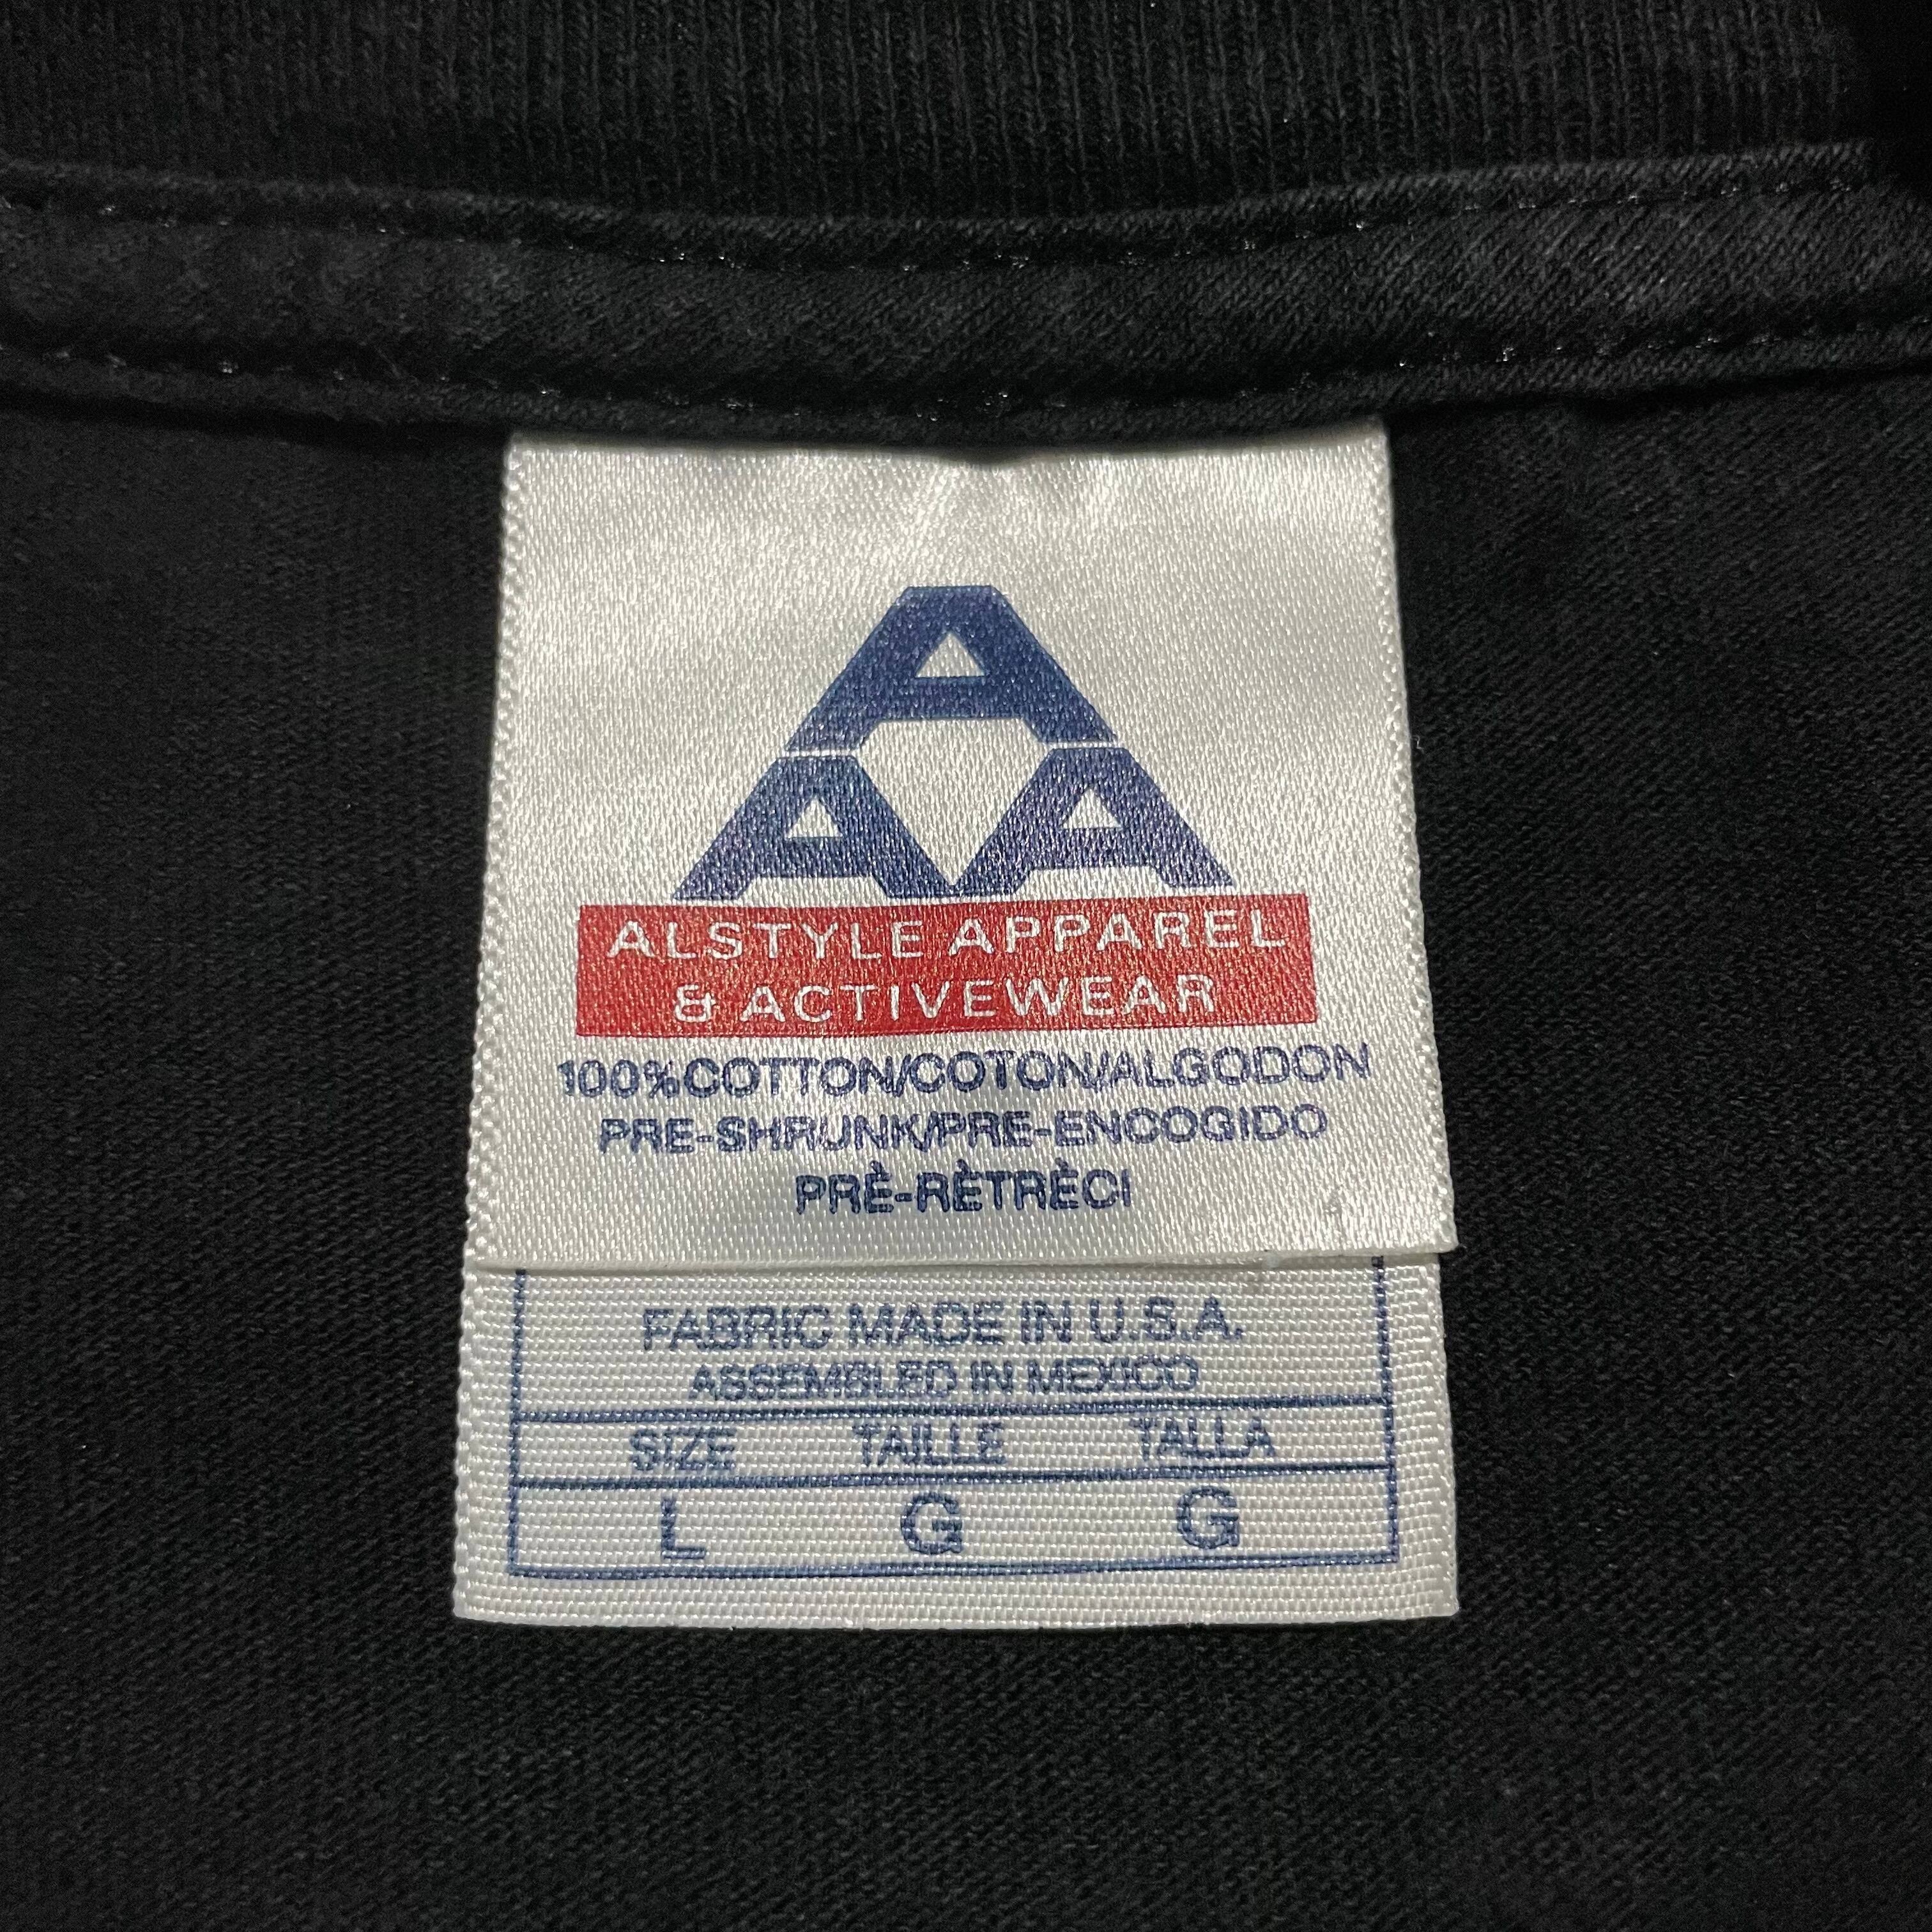 A
A A
ALSTYLE APPAREL
& ACTIVEWEAR
100%COTTON/COTON/ALGODON
PRE-SHRUNK/PRE-ENCOGIDO
PRÈ-RÈTRÈCI
FABRIC MADE IN U.S.A.
ASSEMBLED IN MEXICO
SIZE TAILLE TALLA
L G G